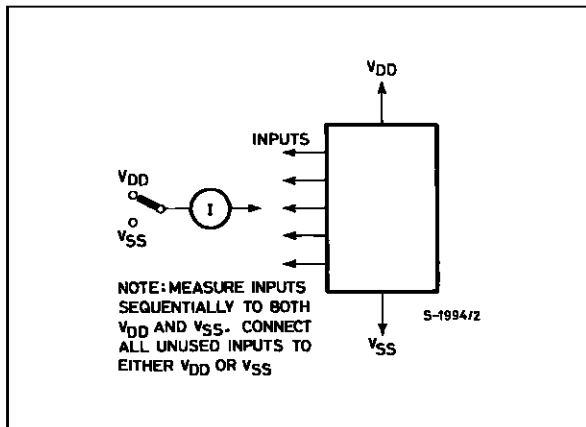 VDD
INPUTS
VDD
I
VSS
NOTE: MEASURE INPUTS
SEQUENTIALLY TO BOTH
VDD AND VSS. CONNECT
ALL UNUSED INPUTS TO
EITHER VDD OR VSS
S-1994/2
VSS